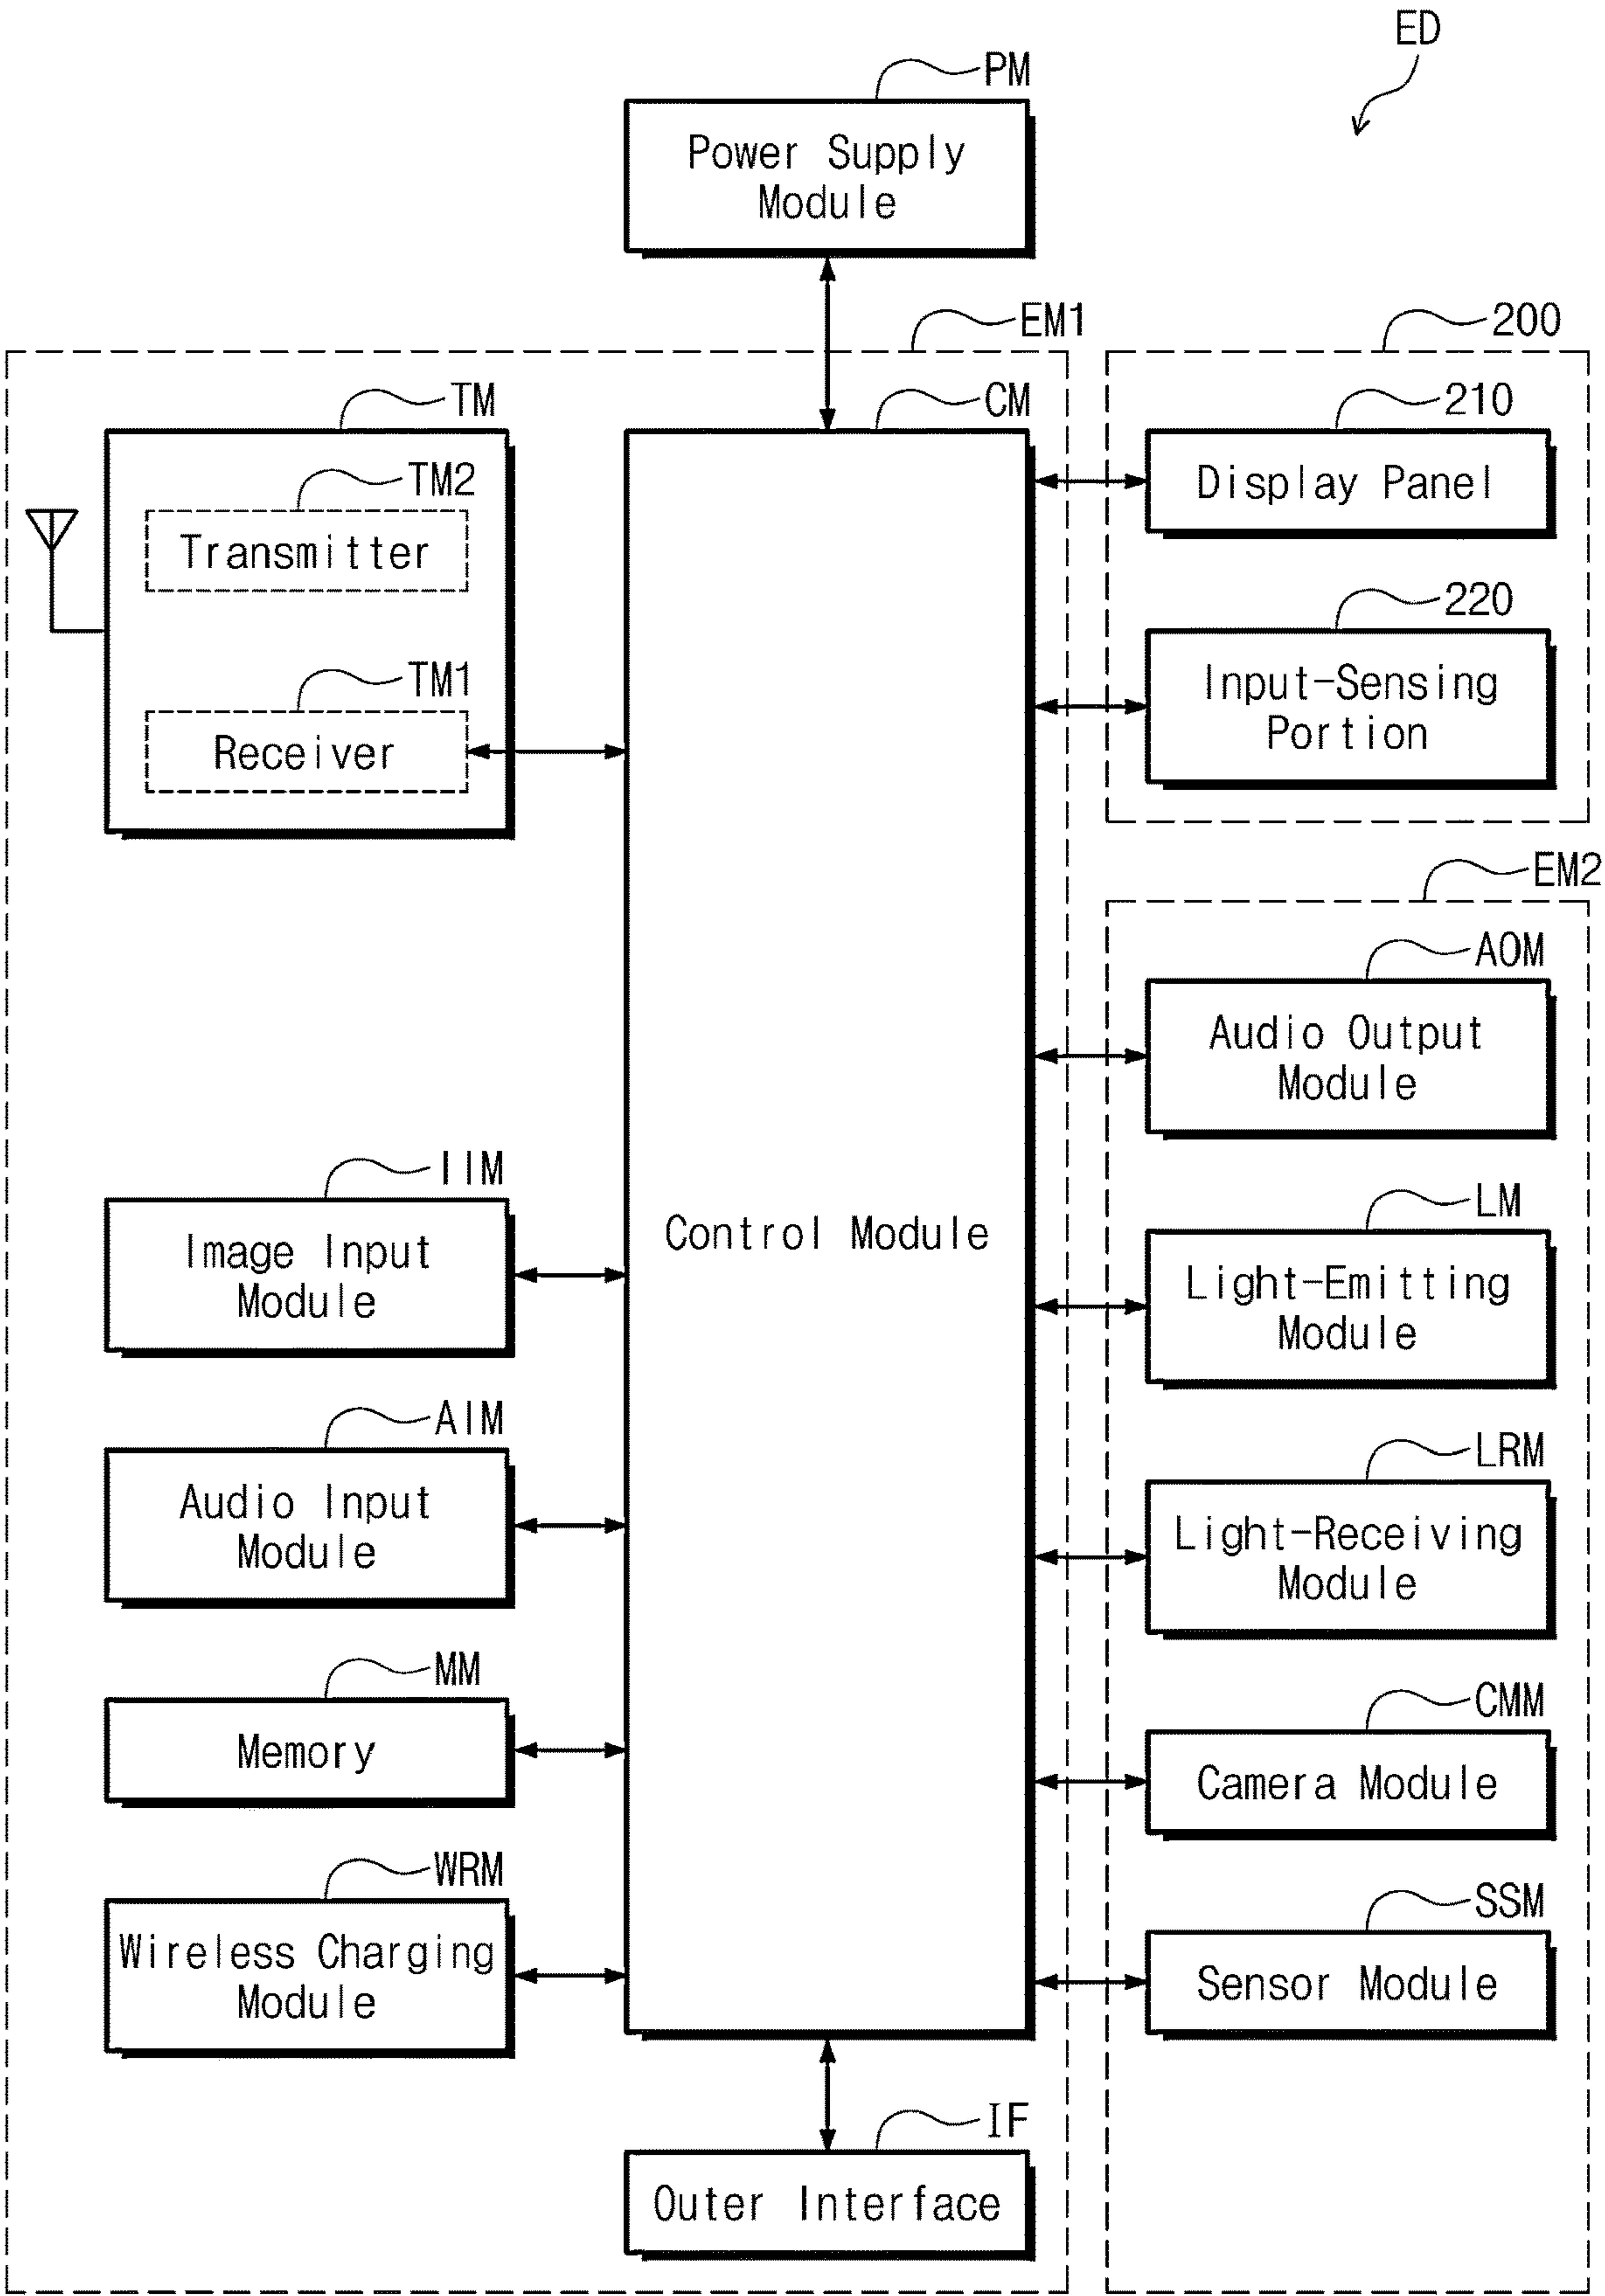 ED
PM
Power Supply
Module
EM1
200
TM
CM
210
TM2
Display Panel
Transmitter
220
TM1
Input-Sensing
Portion
Receiver
EM2
AOM
Audio Output
Module
IIM
LM
Image Input
Module
Control Module
Light-Emitting
Module
AIM
LRM
Audio Input
Module
Light-Receiving
Module
MM
CMM
Memory
Camera Module
WRM
SSM
Wireless Charging
Module
Sensor Module
IF
Outer Interface